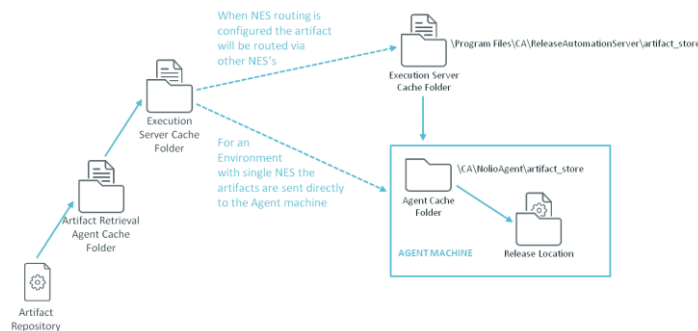 When NES routing is
configured the artifact
will be routed via
other NES's
\Program Files\CA\ReleaseAutomationServer\artifact_store
Execution Server
Cache Folder
Execution
Server Cache
Folder
For an
Environment
with single NES the
artifacts are sent directly
to the Agent machine
\CA\NolioAgent\artifact_store
Agent Cache
Folder
Artifact Retrieval
Agent Cache
Folder
AGENT MACHINE
Release Location
Artifact
Repository